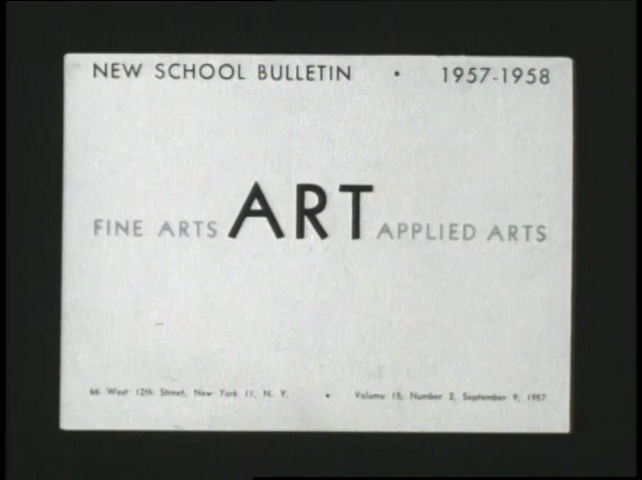 NEW SCHOOL BULLETIN • 1957-1958
FINE ARTS ART APPLIED ARTS
66 West 12th Street, New York 11, N. Y. • Volume 15, Number 2, September 9, 1957